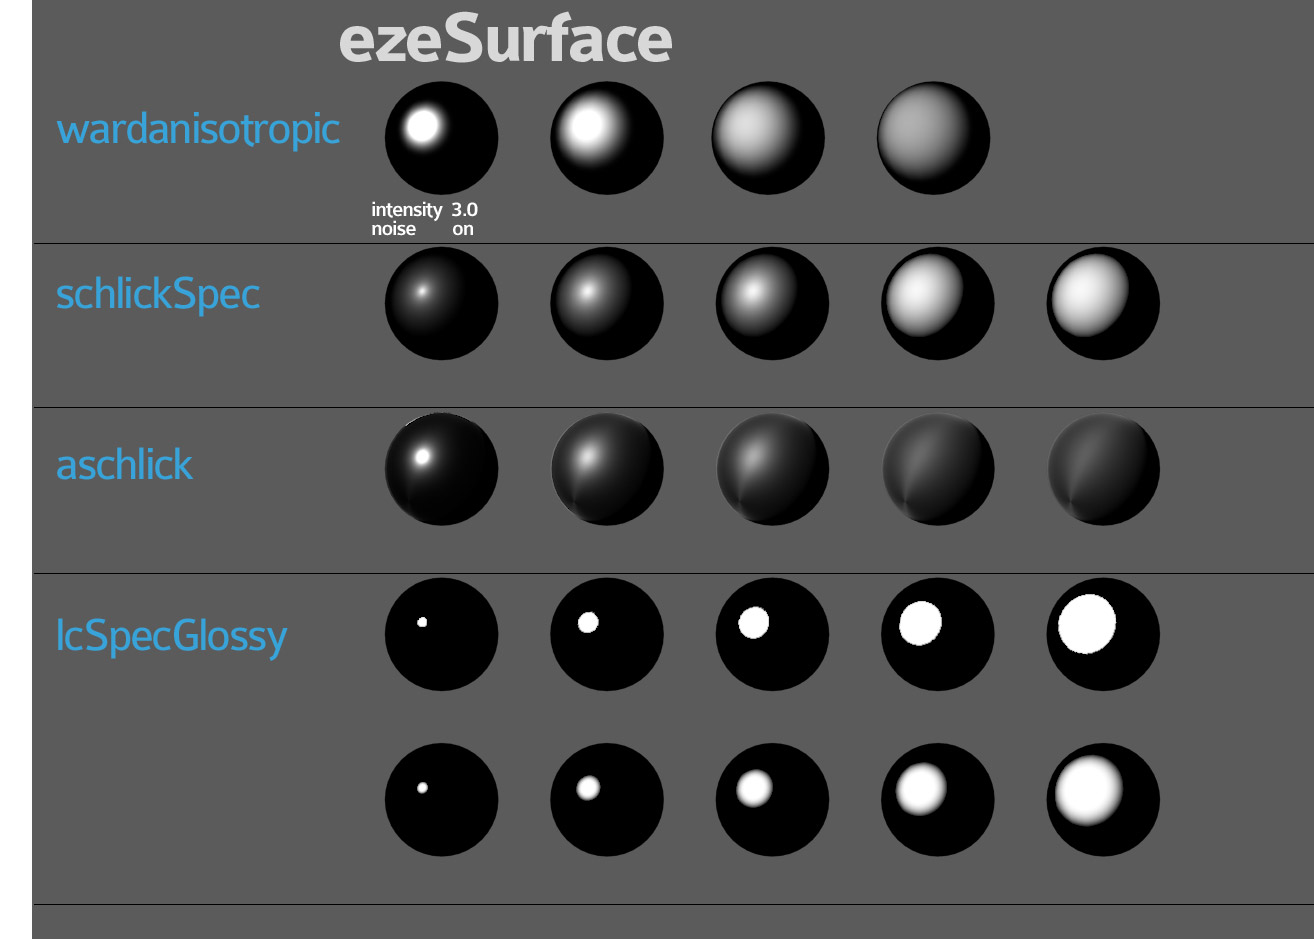 ezeSurface
wardanisotropic
intensity 3.0
noise on
schlickSpec
aschlick
lcSpecGlossy